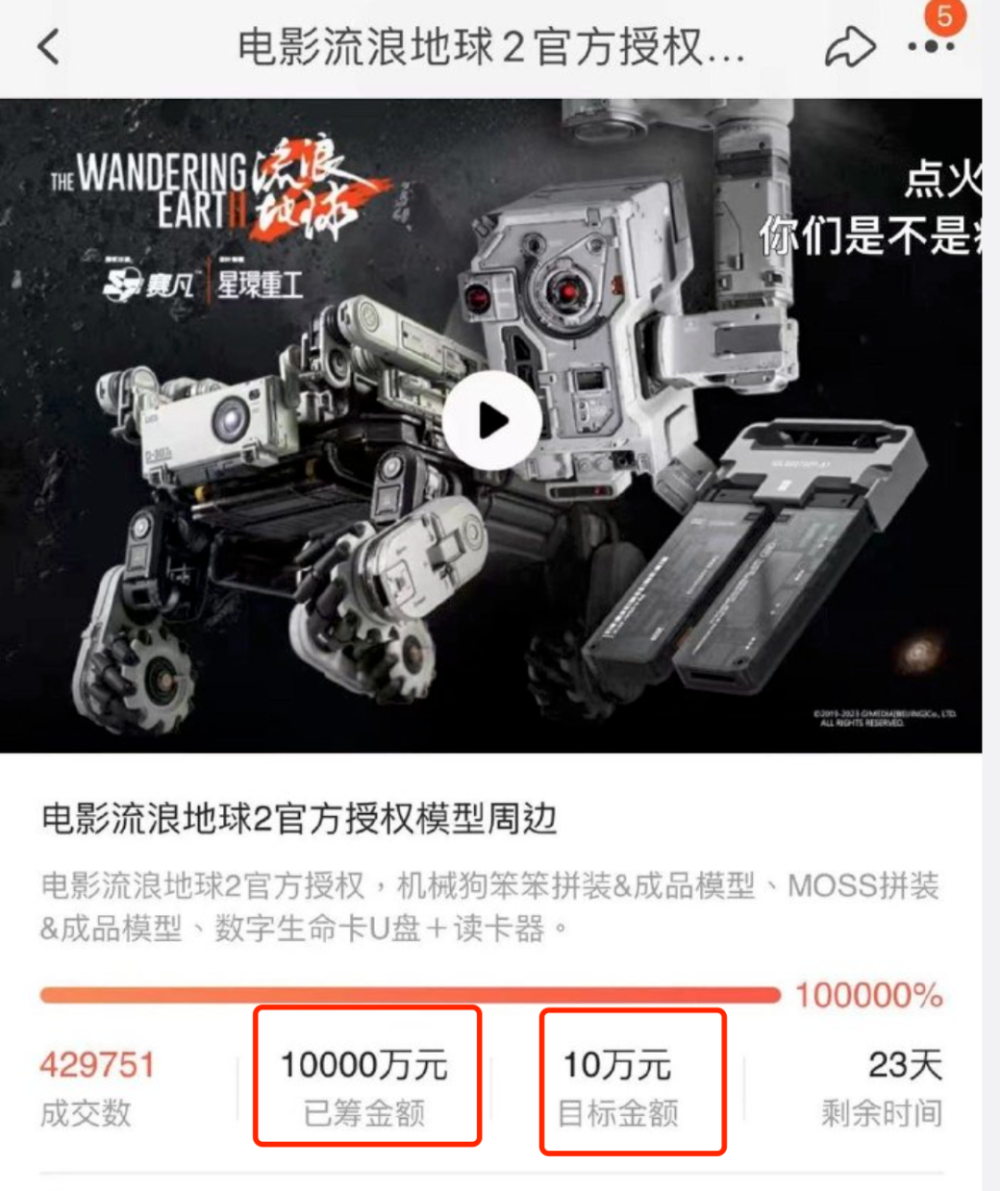 电影流浪地球2官方授权...
5
THE WANDERING
EARTH II
流浪
地球
点火
你们是不是
赛凡
星環重工
©2019-2023 G!MEDIA(BEIJING)Co., LTD.
ALL RIGHTS RESERVED.
电影流浪地球2官方授权模型周边
电影流浪地球2官方授权，机械狗笨笨拼装&成品模型、MOSS拼装
&成品模型、数字生命卡U盘＋读卡器。
100000%
429751
10000万元
10万元
23天
成交数
已筹金额
目标金额
剩余时间